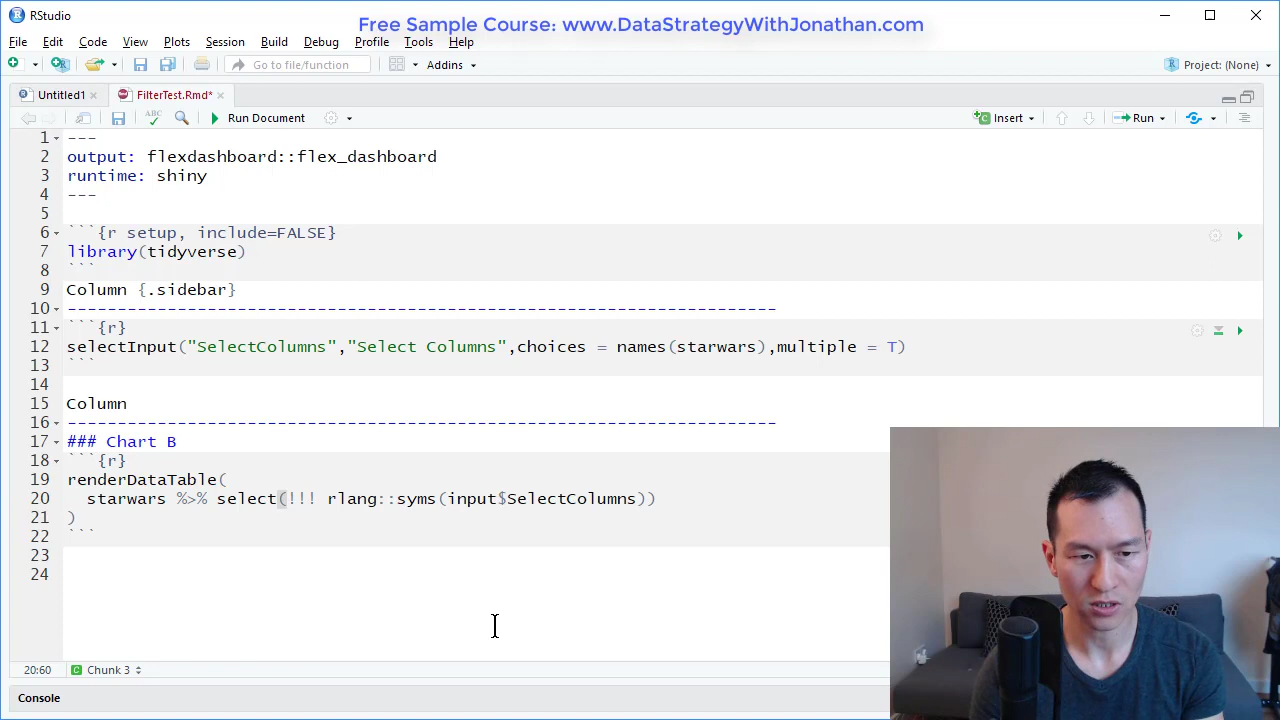 RStudio
Free Sample Course: www.DataStrategyWithJonathan.com
File Edit Code View Plots Session Build Debug Profile Tools Help
Go to file/function Addins Project: (None)
Untitled1 FilterTest.Rmd*
ABC Run Document Insert Run
1 ---
2 output: flexdashboard::flex_dashboard
3 runtime: shiny
4 ---
5
6 ```{r setup, include=FALSE}
7 library(tidyverse)
8 ```
9 Column {.sidebar}
10 -------------------------------------------------------------------------
11 ```{r}
12 selectInput("SelectColumns","Select Columns",choices = names(starwars),multiple = T)
13 ```
14
15 Column
16 -------------------------------------------------------------------------
17 ### Chart B
18 ```{r}
19 renderDataTable(
20 starwars %>% select(!!! rlang::syms(input$SelectColumns))
21 )
22 ```
23
24
20:60 Chunk 3
Console